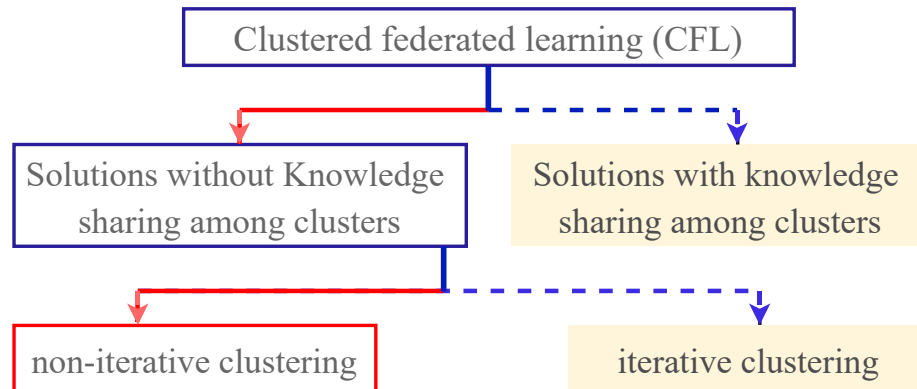 Clustered federated learning (CFL)
Solutions without Knowledge
sharing among clusters
Solutions with knowledge
sharing among clusters
non-iterative clustering
iterative clustering